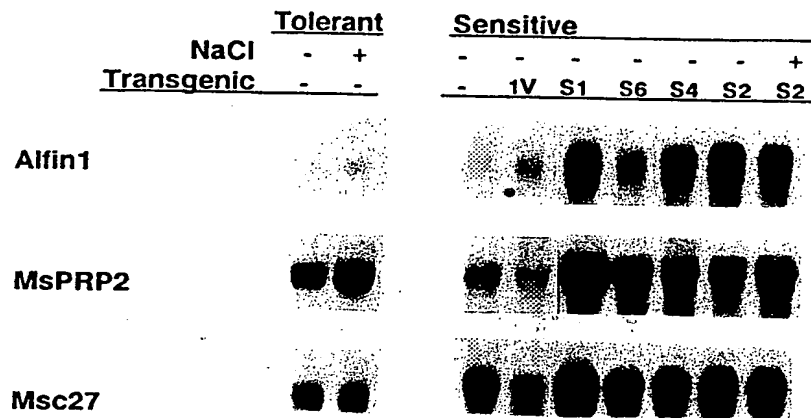 Tolerant Sensitive
NaCl - + - - - - - - +
Transgenic - - - 1V S1 S6 S4 S2 S2
Alfin1
MsPRP2
Msc27